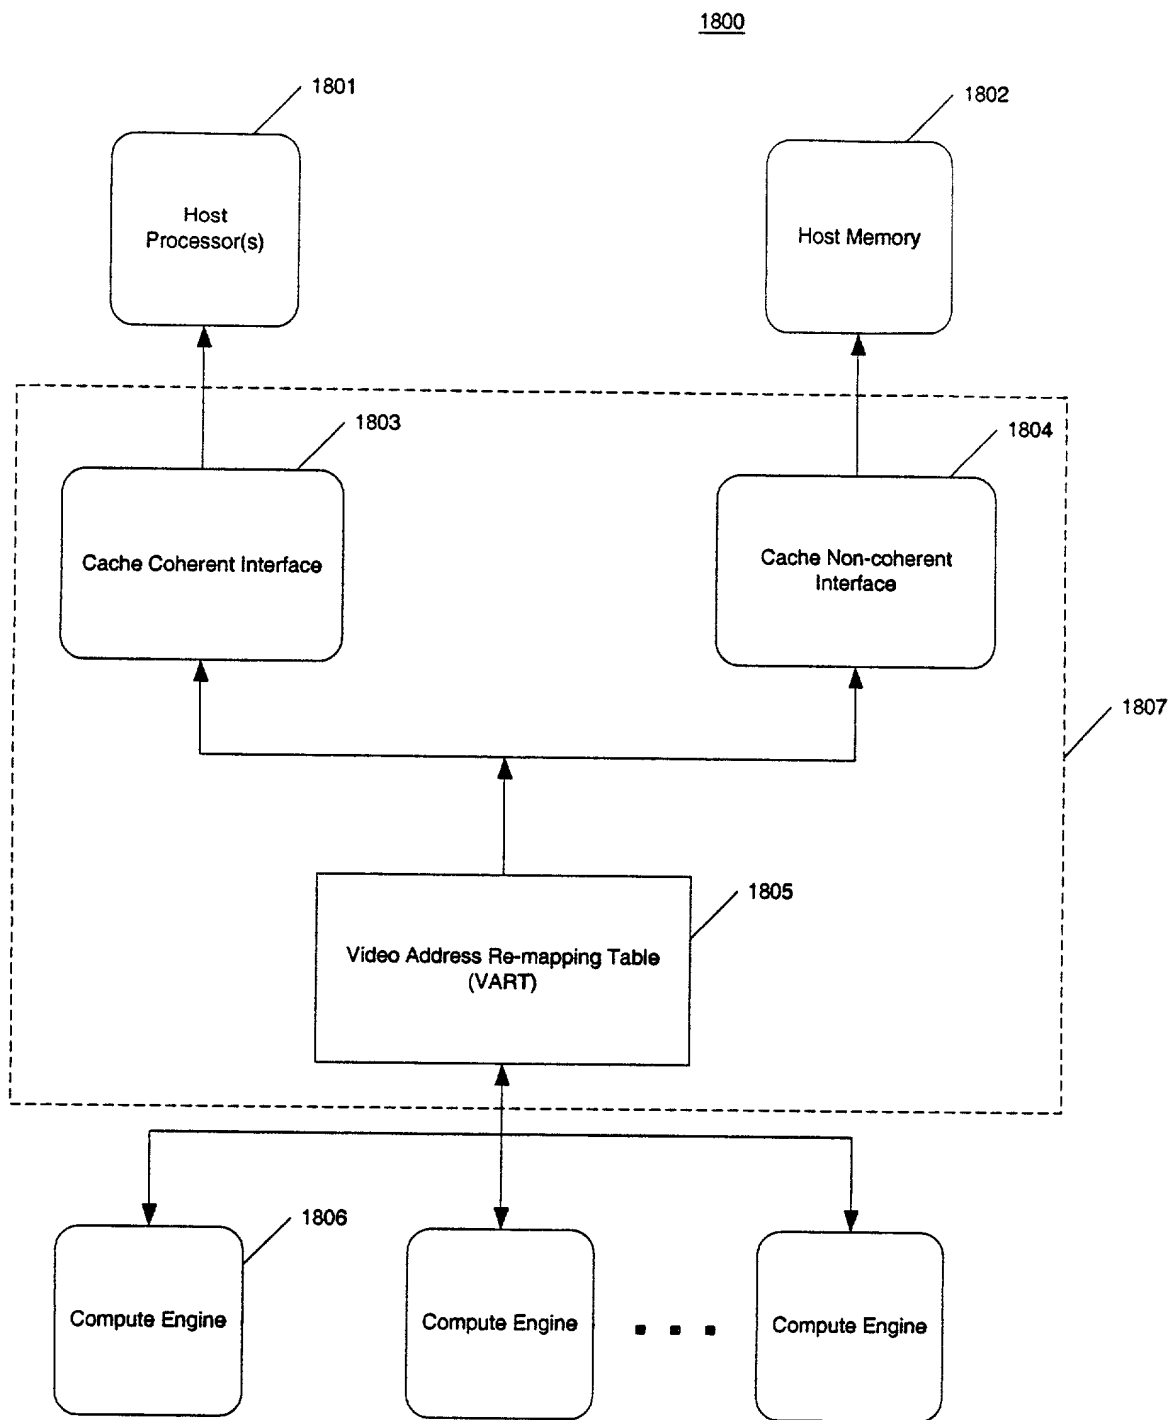 1800
1801
1802
Host
Processor(s)
Host Memory
1803
1804
Cache Coherent Interface
Cache Non-coherent
Interface
1807
1805
Video Address Re-mapping Table
(VART)
1806
Compute Engine
Compute Engine
Compute Engine